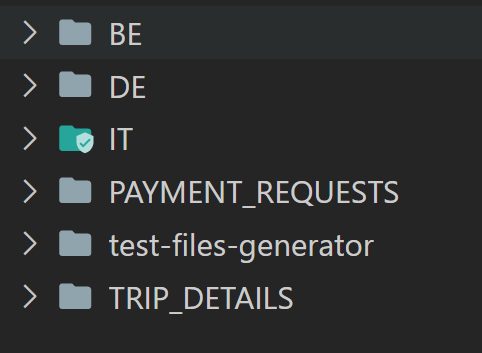 BE
DE
IT
PAYMENT_REQUESTS
test-files-generator
TRIP_DETAILS